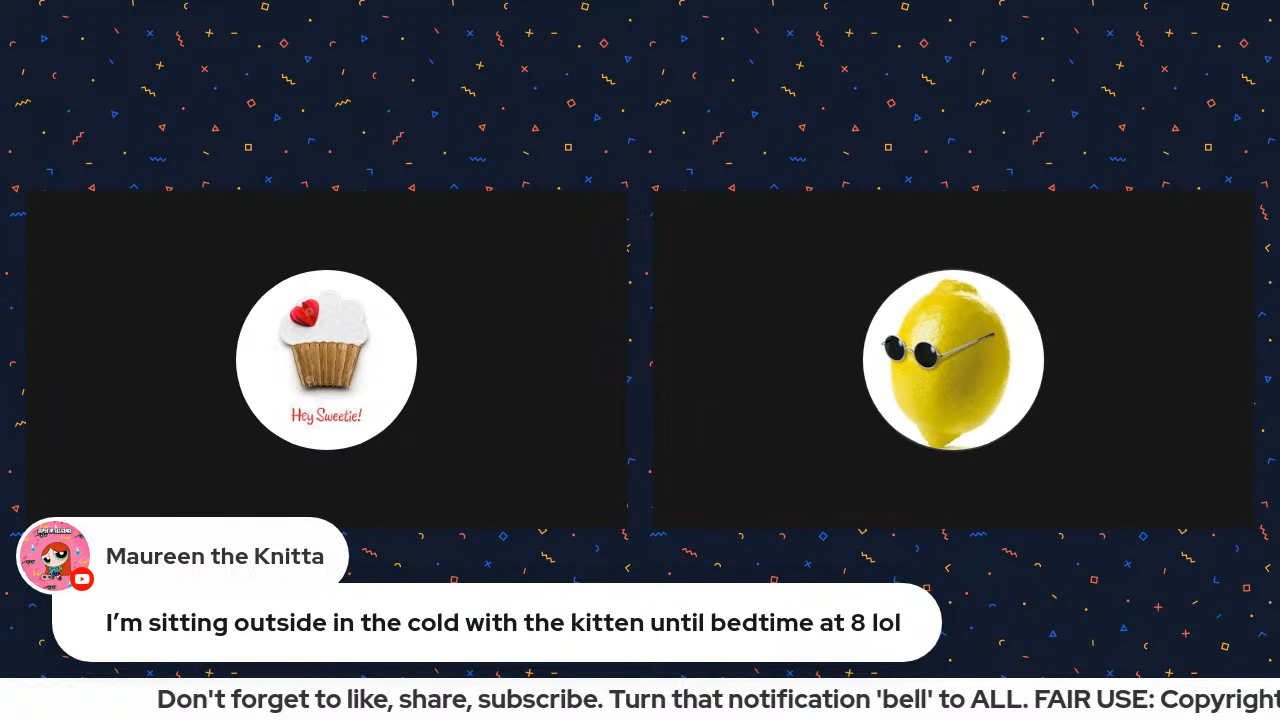 Hey Sweetie!
Maureen the Knitta
I’m sitting outside in the cold with the kitten until bedtime at 8 lol
Don't forget to like, share, subscribe. Turn that notification 'bell' to ALL. FAIR USE: Copyright